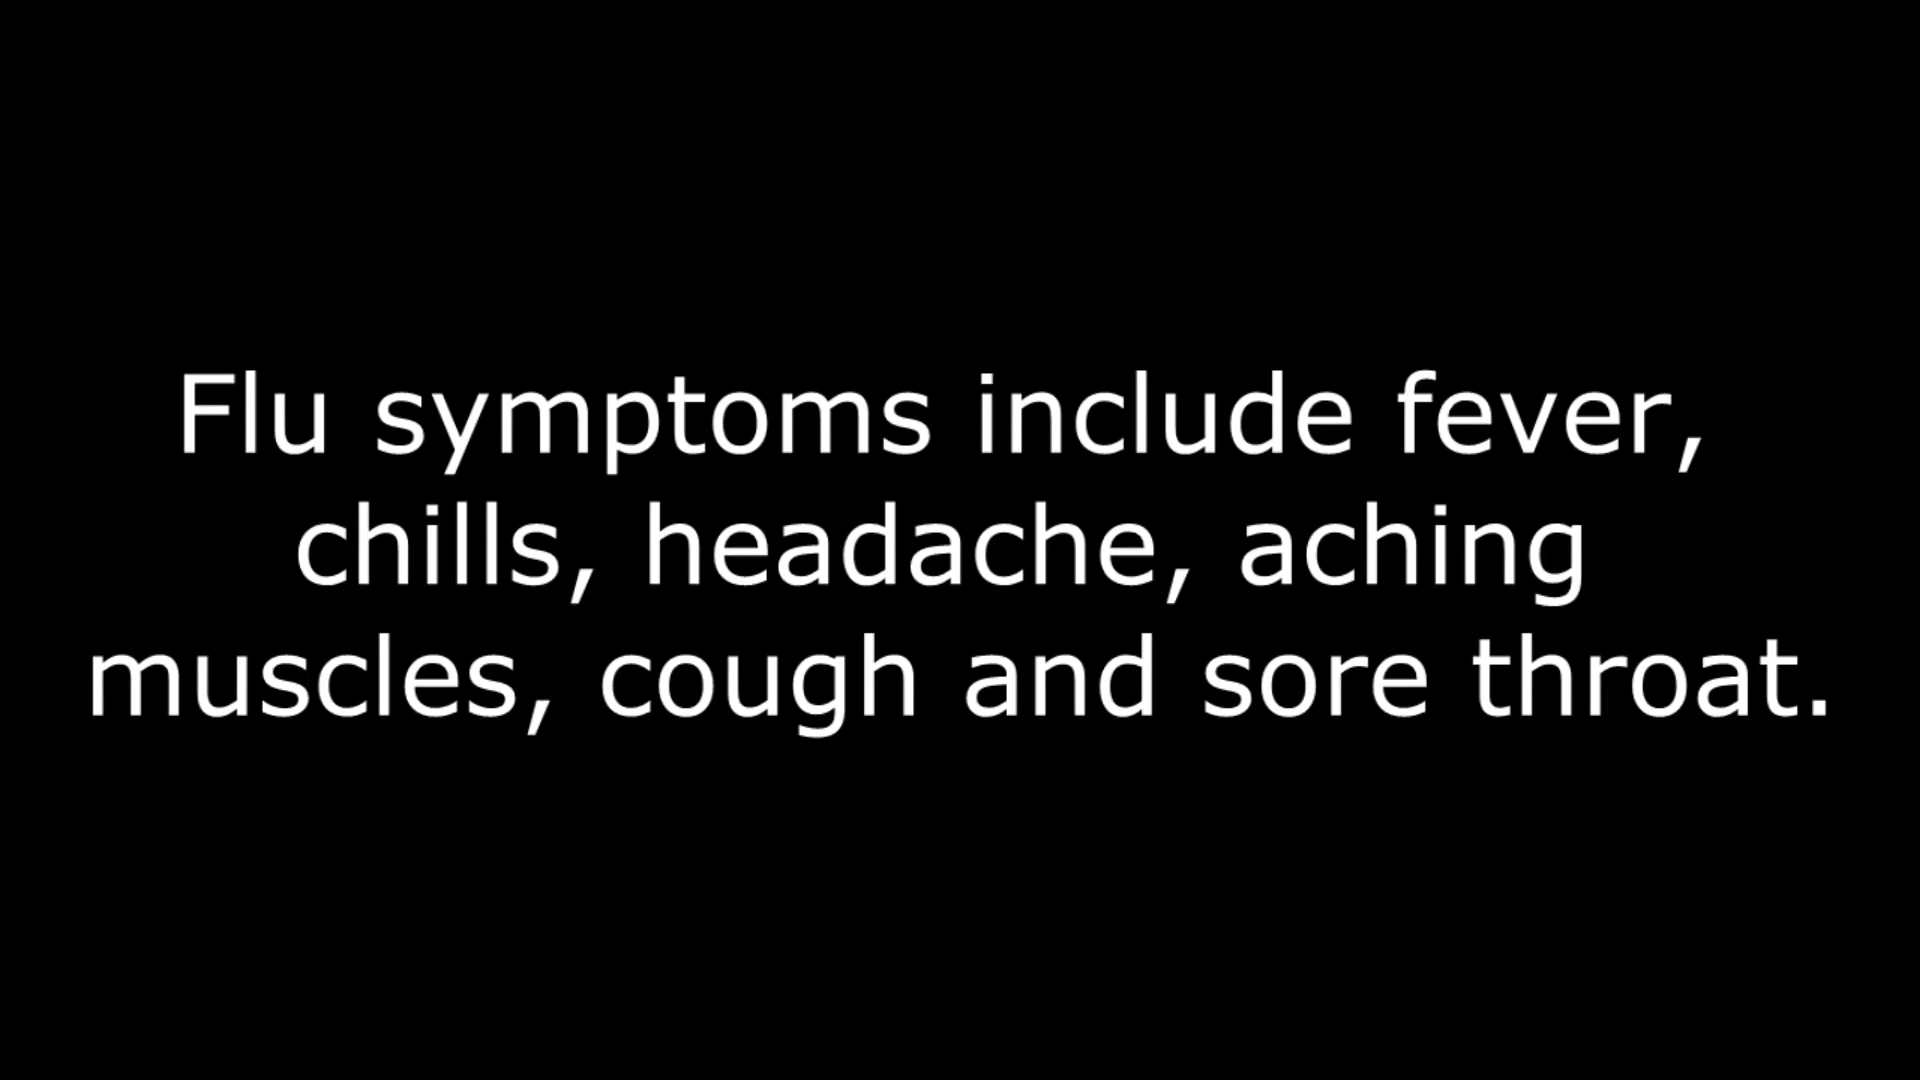 Flu symptoms include fever,
chills, headache, aching
muscles, cough and sore throat.